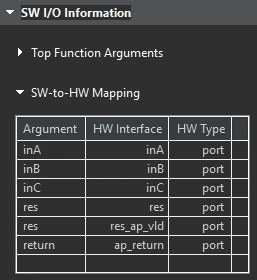 SW I/O Information
Top Function Arguments
SW-to-HW Mapping
Argument HW Interface HW Type
inA inA port
inB inB port
inC inC port
res res port
res res_ap_vld port
return ap_return port